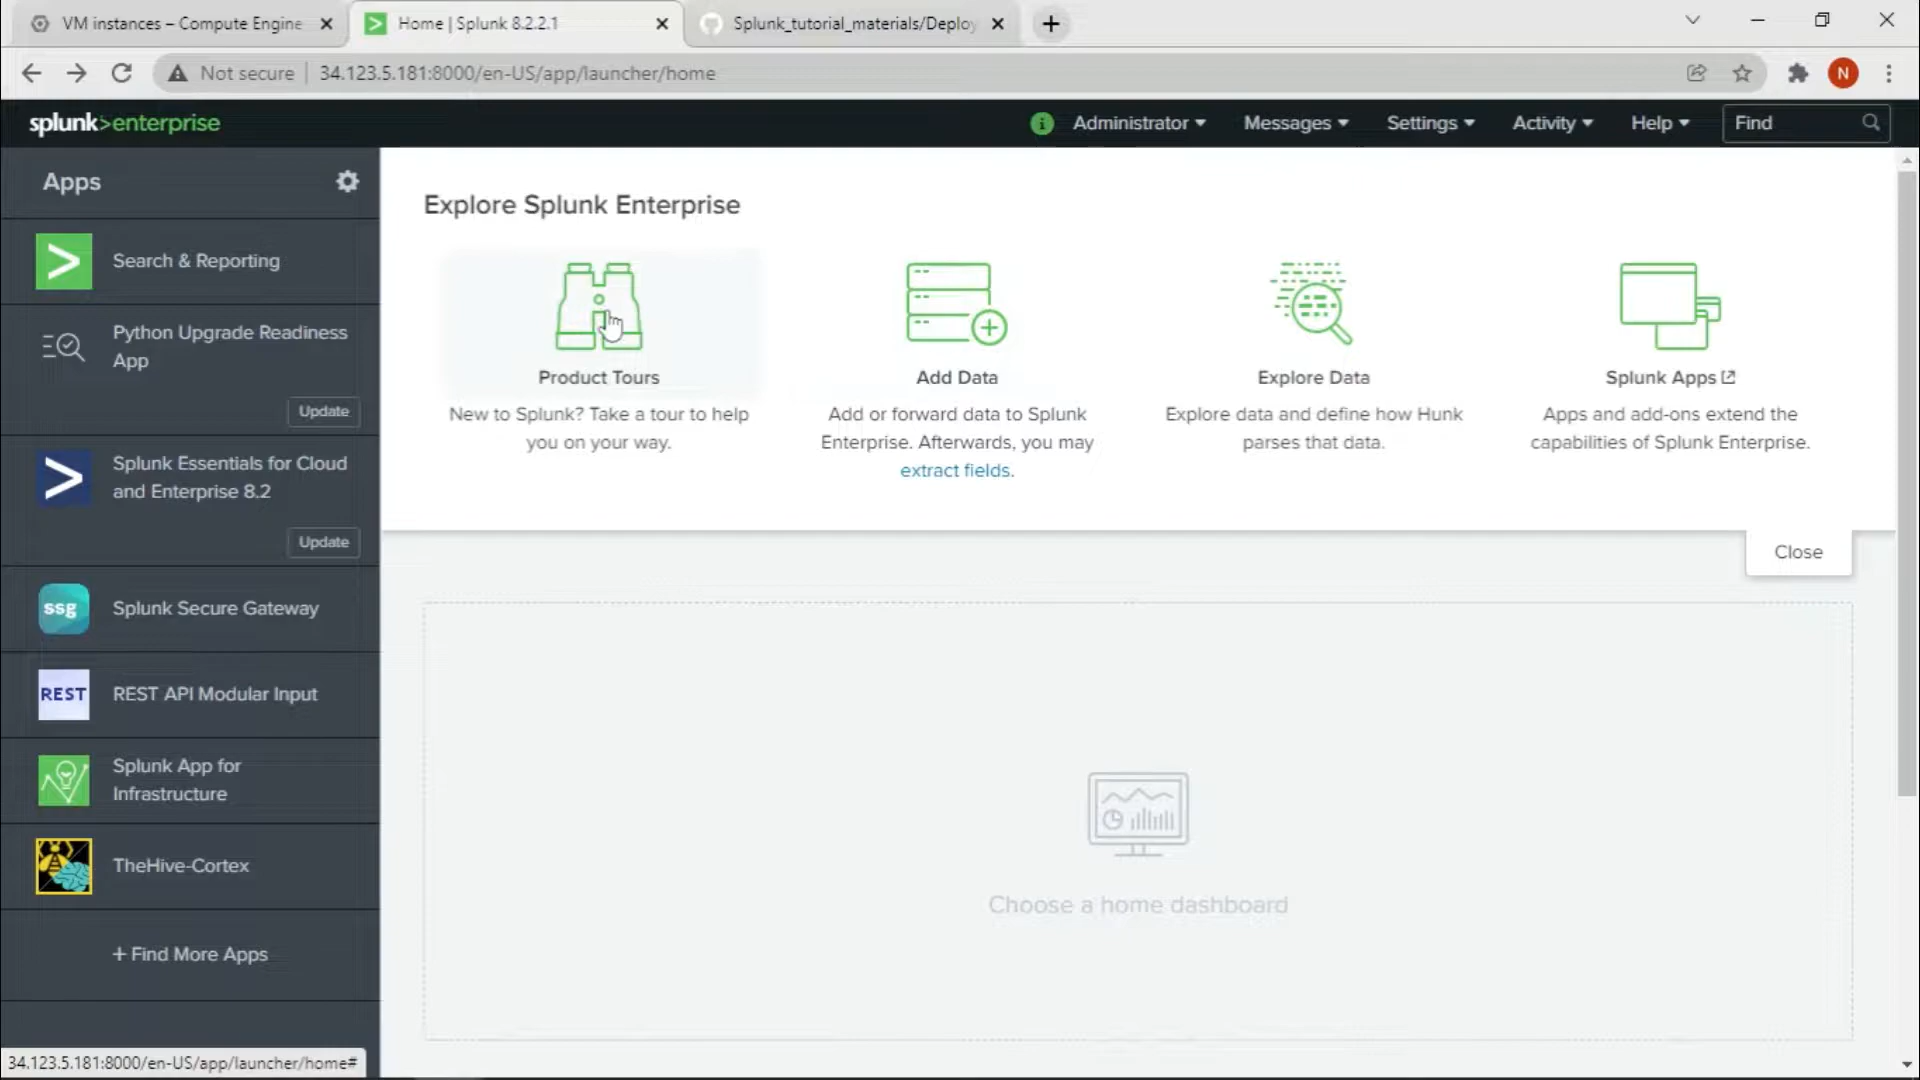 VM instances – Compute Engine
Home | Splunk 8.2.2.1
Splunk_tutorial_materials/Deploy
Not secure
34.123.5.181:8000/en-US/app/launcher/home
N
splunk>enterprise
i
Administrator
Messages
Settings
Activity
Help
Find
Apps
Search & Reporting
Python Upgrade Readiness
App
Update
Splunk Essentials for Cloud
and Enterprise 8.2
Update
ssg
Splunk Secure Gateway
REST
REST API Modular Input
Splunk App for
Infrastructure
TheHive-Cortex
+ Find More Apps
Explore Splunk Enterprise
Product Tours
New to Splunk? Take a tour to help
you on your way.
Add Data
Add or forward data to Splunk
Enterprise. Afterwards, you may
extract fields.
Explore Data
Explore data and define how Hunk
parses that data.
Splunk Apps
Apps and add-ons extend the
capabilities of Splunk Enterprise.
Close
Choose a home dashboard
34.123.5.181:8000/en-US/app/launcher/home#